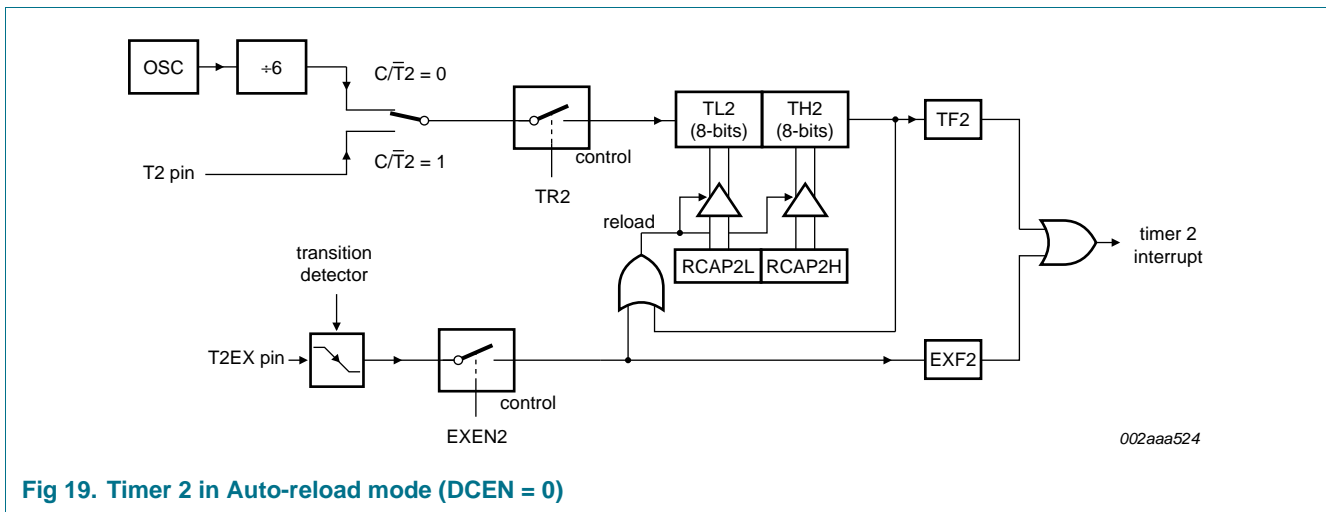 OSC
÷6
C/T̅2 = 0
C/T̅2 = 1
T2 pin
control
TR2
TL2
(8-bits)
TH2
(8-bits)
TF2
reload
RCAP2L
RCAP2H
timer 2
interrupt
transition
detector
T2EX pin
control
EXEN2
EXF2
002aaa524
Fig 19. Timer 2 in Auto-reload mode (DCEN = 0)